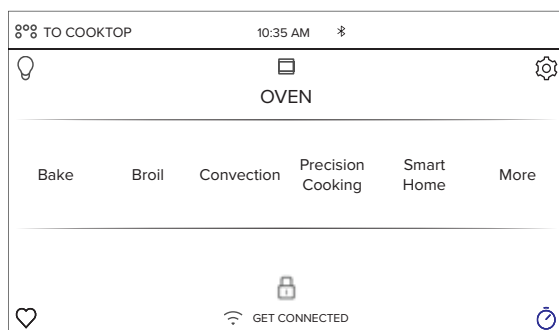 TO COOKTOP 10:35 AM
OVEN
Bake Broil Convection Precision Cooking Smart Home More
GET CONNECTED